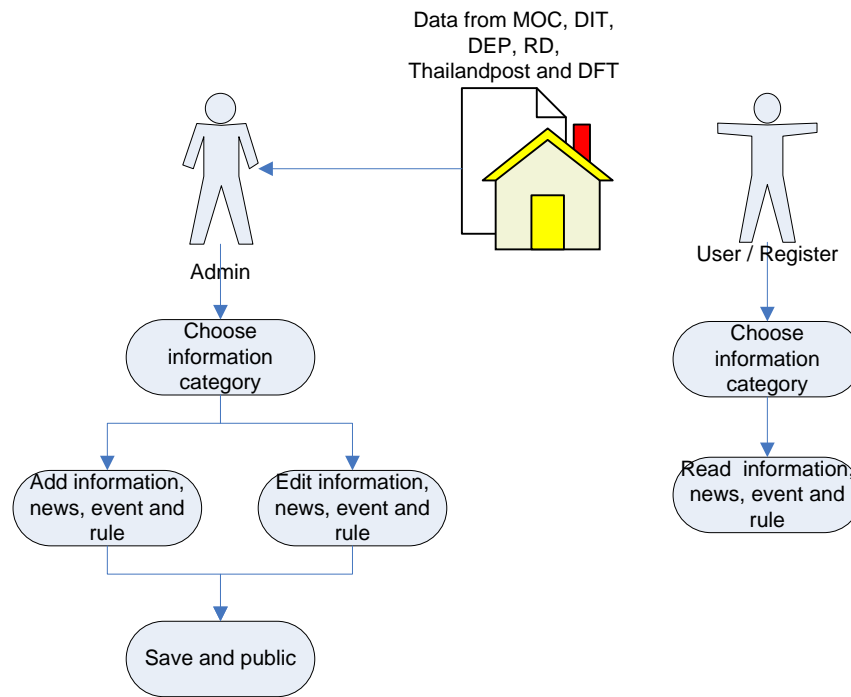 Data from MOC, DIT,
DEP, RD,
Thailandpost and DFT
Admin
User / Register
Choose
information
category
Choose
information
category
Add information,
news, event and
rule
Edit information,
news, event and
rule
Read  information,
news, event and
rule
Save and public